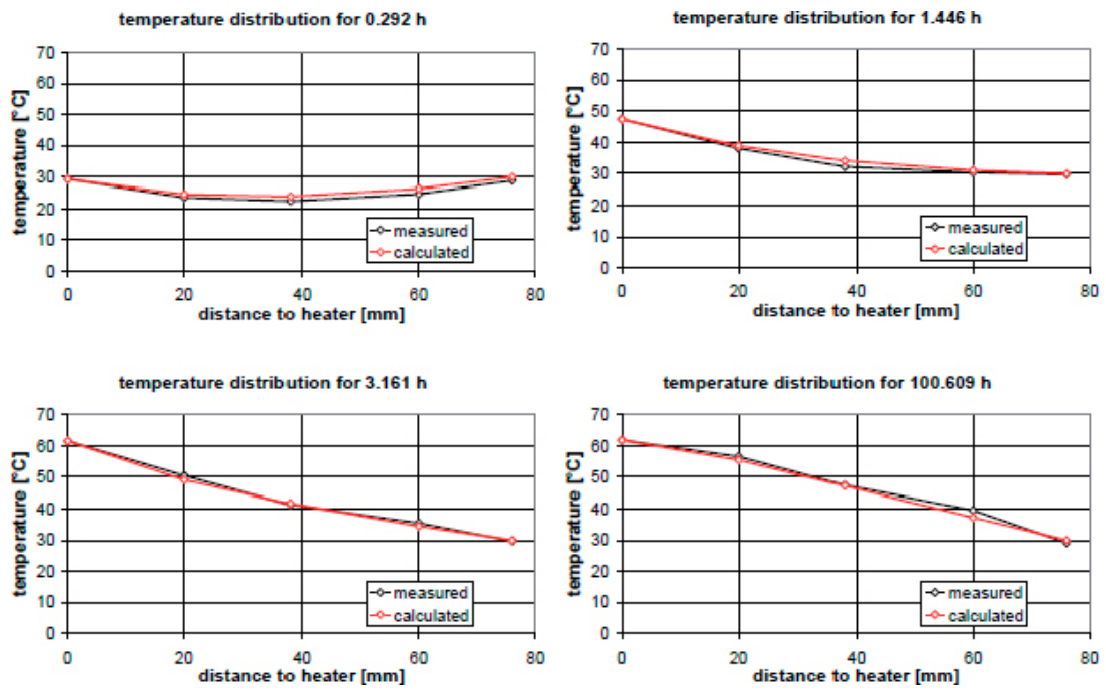 temperature distribution for 0.292 h
temperature [°C]
70
60
50
40
30
20
10
0
measured
calculated
0 20 40 60 80
distance to heater [mm]
temperature distribution for 1.446 h
temperature [°C]
70
60
50
40
30
20
10
0
measured
calculated
0 20 40 60 80
distance to heater [mm]
temperature distribution for 3.161 h
temperature [°C]
70
60
50
40
30
20
10
0
measured
calculated
0 20 40 60 80
distance to heater [mm]
temperature distribution for 100.609 h
temperature [°C]
70
60
50
40
30
20
10
0
measured
calculated
0 20 40 60 80
distance to heater [mm]